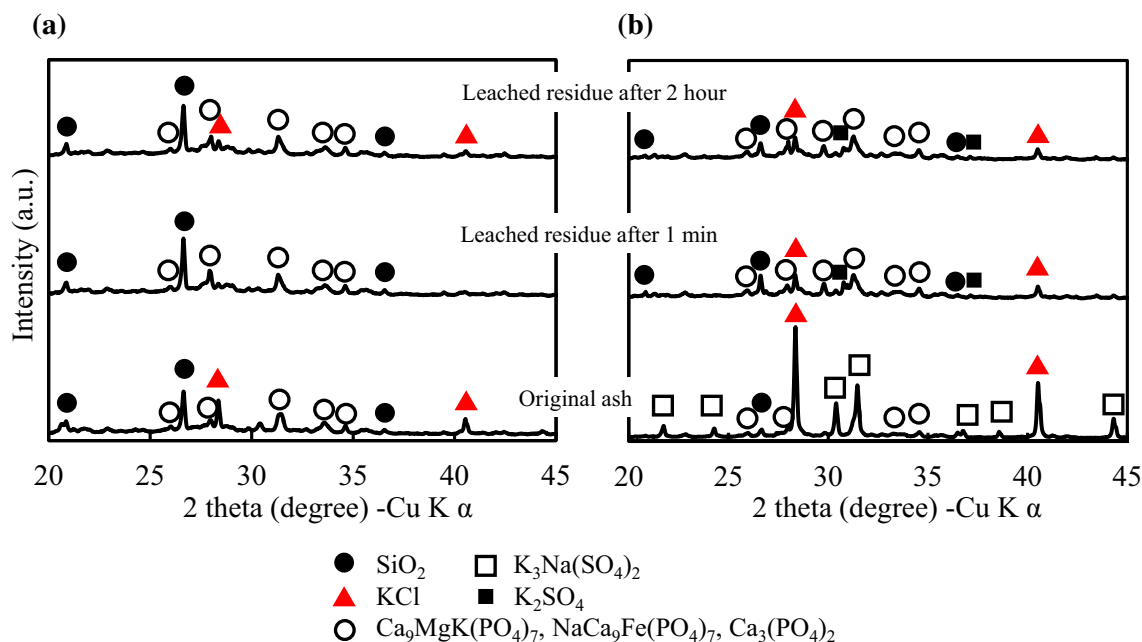 (a) (b)
Leached residue after 2 hour
Leached residue after 1 min
Original ash
Intensity (a.u.)
20 25 30 35 40 45 20 25 30 35 40 45
2 theta (degree) -Cu K α 2 theta (degree) -Cu K α
SiO2 K3Na(SO4)2
KCl K2SO4
Ca9MgK(PO4)7, NaCa9Fe(PO4)7, Ca3(PO4)2